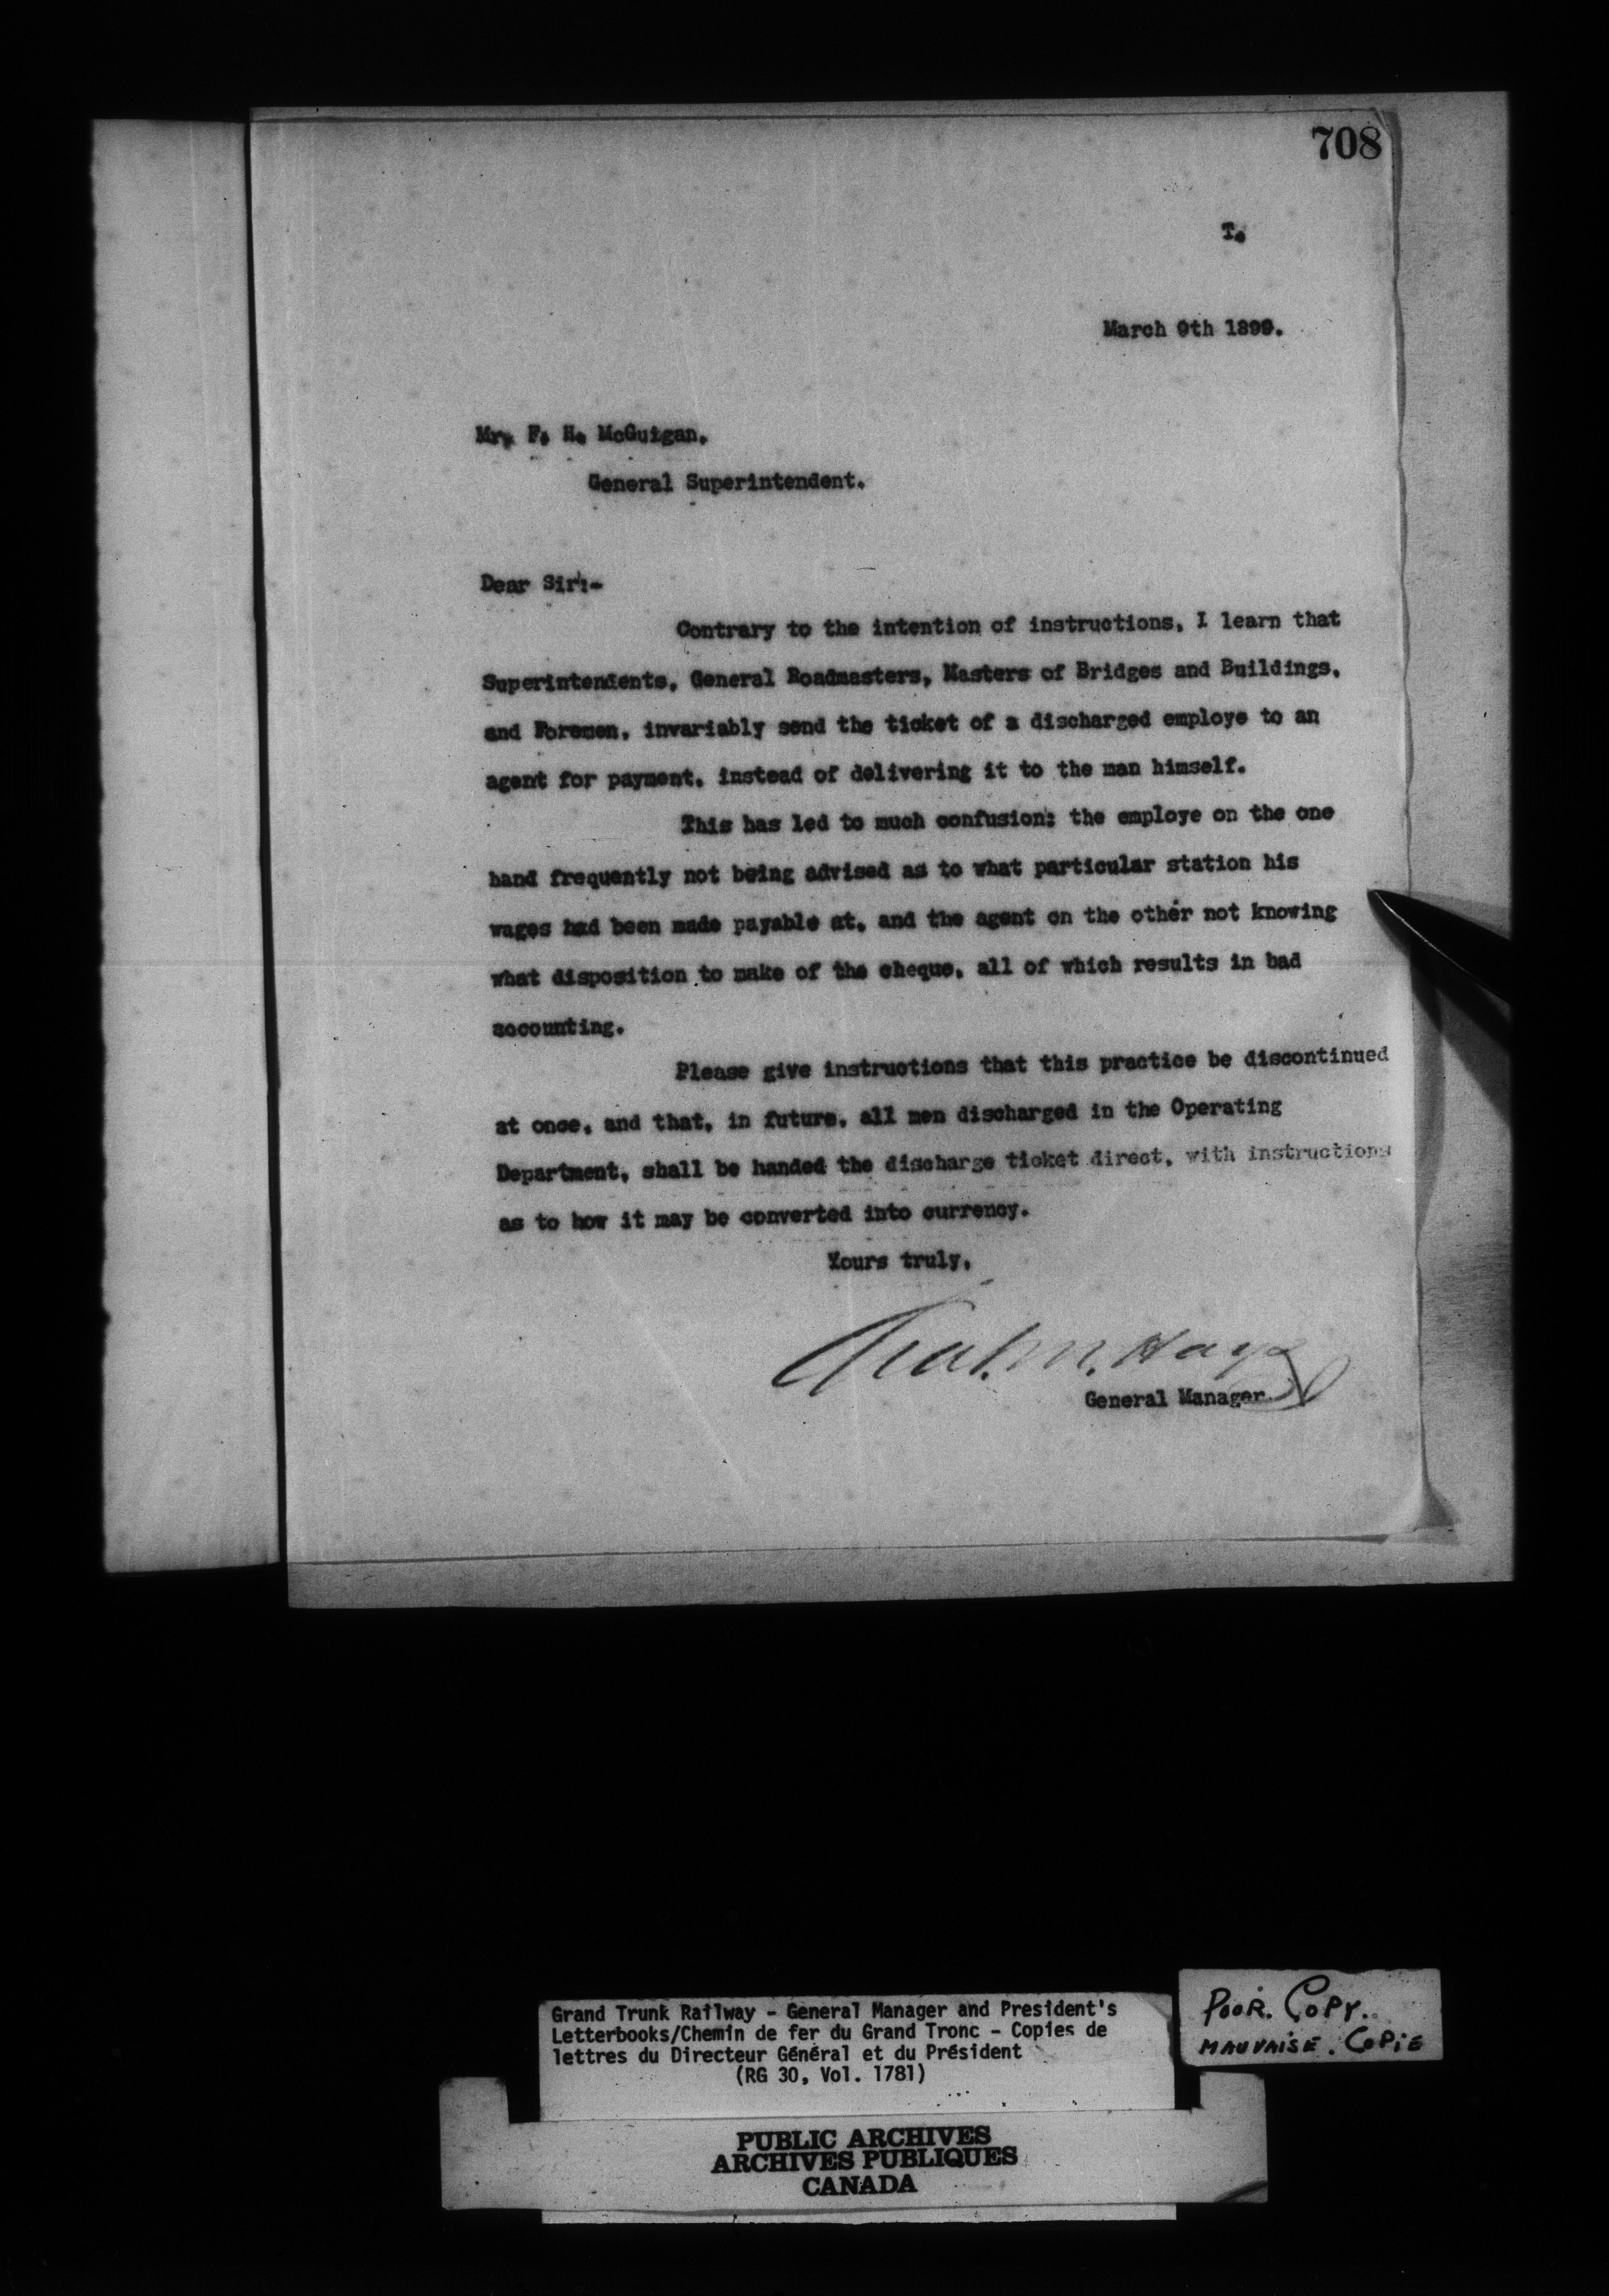 708
T.
March 9th 1899.
Mr. F. H. McGuigan,
General Superintendent.
Dear Sir:-
Contrary to the intention of instructions, I learn that
Superintendents, General Roadmasters, Masters of Bridges and Buildings,
and Foremen, invariably send the ticket of a discharged employe to an
agent for payment, instead of delivering it to the man himself.
This has led to much confusion; the employe on the one
hand frequently not being advised as to what particular station his
wages had been made payable at, and the agent on the other not knowing
what disposition to make of the cheque, all of which results in bad
accounting.
Please give instructions that this practice be discontinued
at once, and that, in future, all men discharged in the Operating
Department, shall be handed the discharge ticket direct, with instructions
as to how it may be converted into currency.
Yours truly,
Chas. M. Hays
General Manager.
Grand Trunk Railway - General Manager and President's
Letterbooks/Chemin de fer du Grand Tronc - Copies de
lettres du Directeur Général et du Président
(RG 30, Vol. 1781)
POOR. COPY.
MAUVAISE. COPIE
PUBLIC ARCHIVES
ARCHIVES PUBLIQUES
CANADA